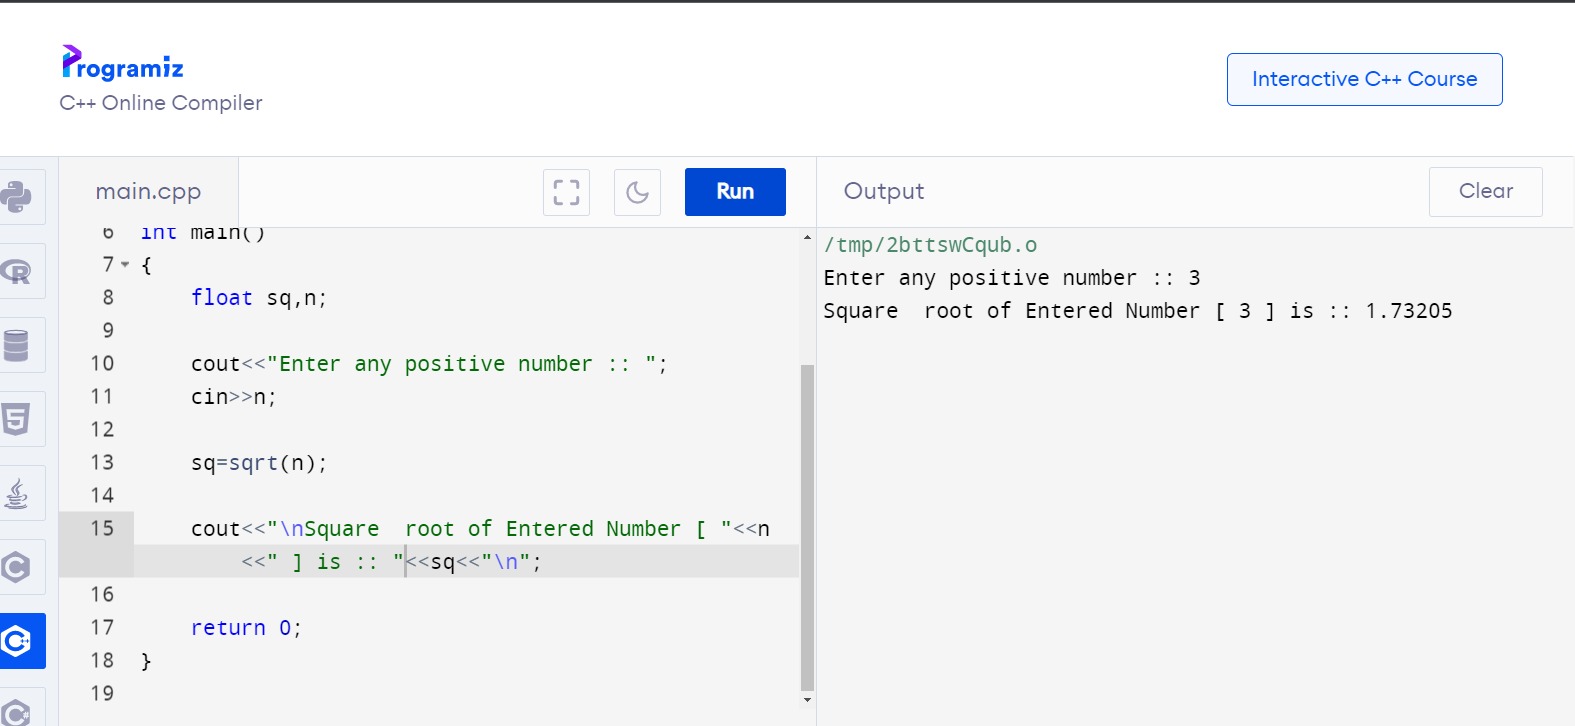 Programiz
C++ Online Compiler
Interactive C++ Course
main.cpp
Run
Output
Clear
6 int main()
7 {
8     float sq,n;
9
10     cout<<"Enter any positive number :: ";
11     cin>>n;
12
13     sq=sqrt(n);
14
15     cout<<"\nSquare  root of Entered Number [ "<<n
<<" ] is :: "<<sq<<"\n";
16
17     return 0;
18 }
19
/tmp/2bttswCqub.o
Enter any positive number :: 3
Square  root of Entered Number [ 3 ] is :: 1.73205